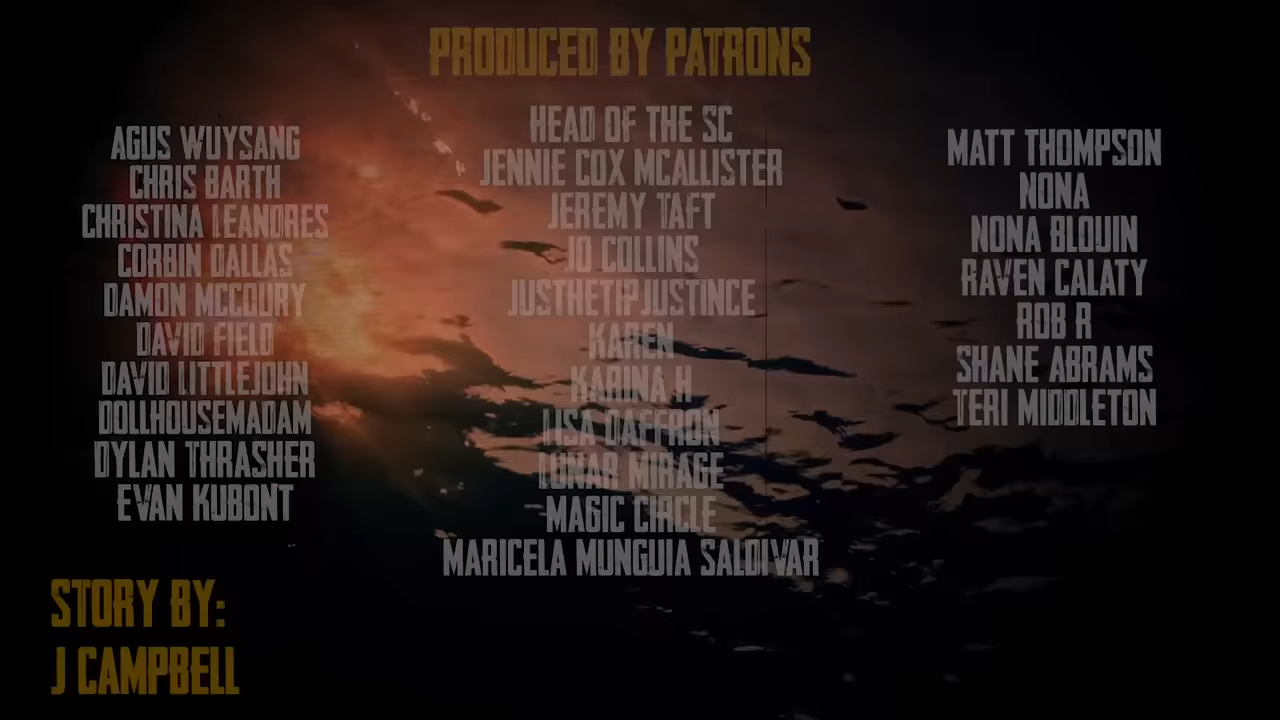 PRODUCED BY PATRONS
AGUS WUYSANG
CHRIS BARTH
CHRISTINA LEANDRES
CORBIN DALLAS
DAMON MCCOURY
DAVID FIELD
DAVID LITTLEJOHN
DOLLHOUSEMADAM
DYLAN THRASHER
EVAN KUBONT
HEAD OF THE SC
JENNIE COX MCALLISTER
JEREMY TAFT
JO COLLINS
JUSTHETIPJUSTINCE
KAREN
KARINA H
LISA DAFFRON
LUNAR MIRAGE
MAGIC CIRCLE
MARICELA MUNGUIA SALDIVAR
MATT THOMPSON
NONA
NONA BLOUIN
RAVEN CALATY
ROB R
SHANE ABRAMS
TERI MIDDLETON
STORY BY:
J CAMPBELL